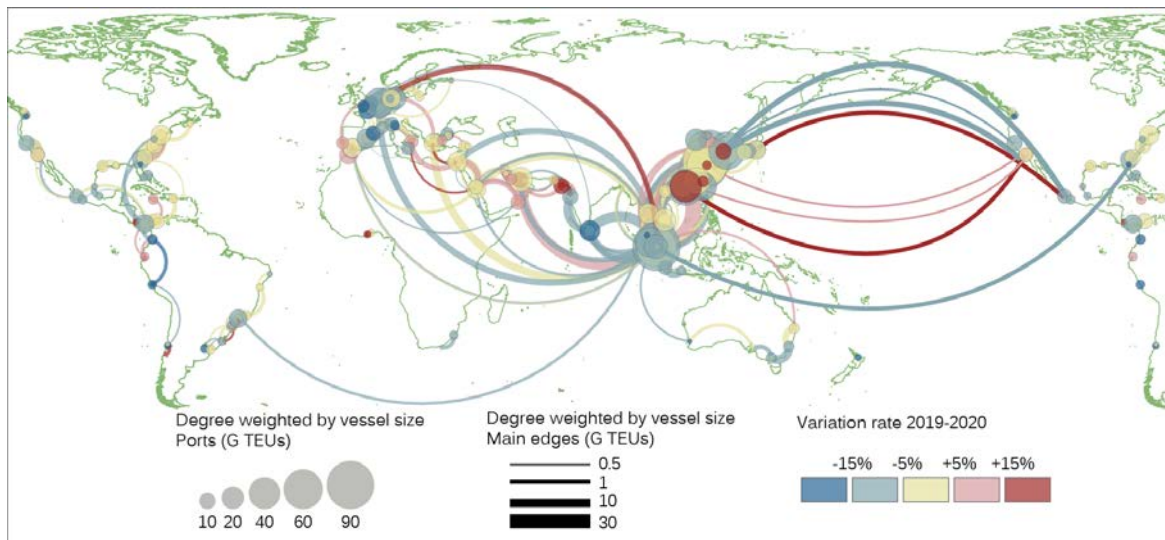 Degree weighted by vessel size
Ports (G TEUs)
10 20 40 60 90
Degree weighted by vessel size
Main edges (G TEUs)
0.5
1
10
30
Variation rate 2019-2020
-15% -5% +5% +15%